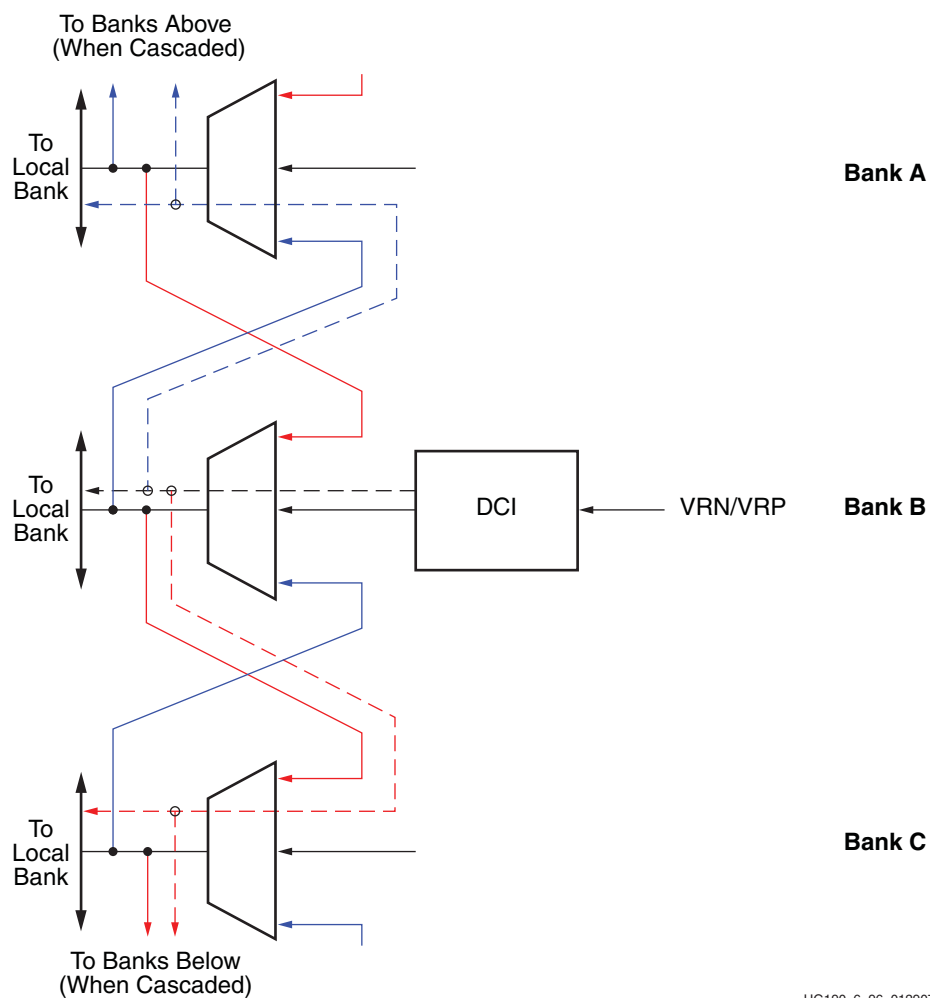 To Banks Above
(When Cascaded)
To
Local
Bank
Bank A
To
Local
Bank
DCI
VRN/VRP
Bank B
To
Local
Bank
Bank C
To Banks Below
(When Cascaded)